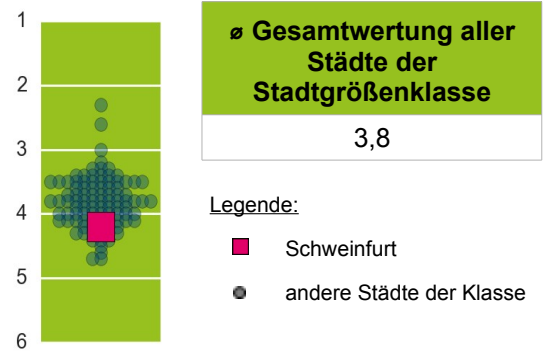 1
2
3
4
5
6
ø Gesamtwertung aller
Städte der
Stadtgrößenklasse
3,8
Legende:
Schweinfurt
andere Städte der Klasse